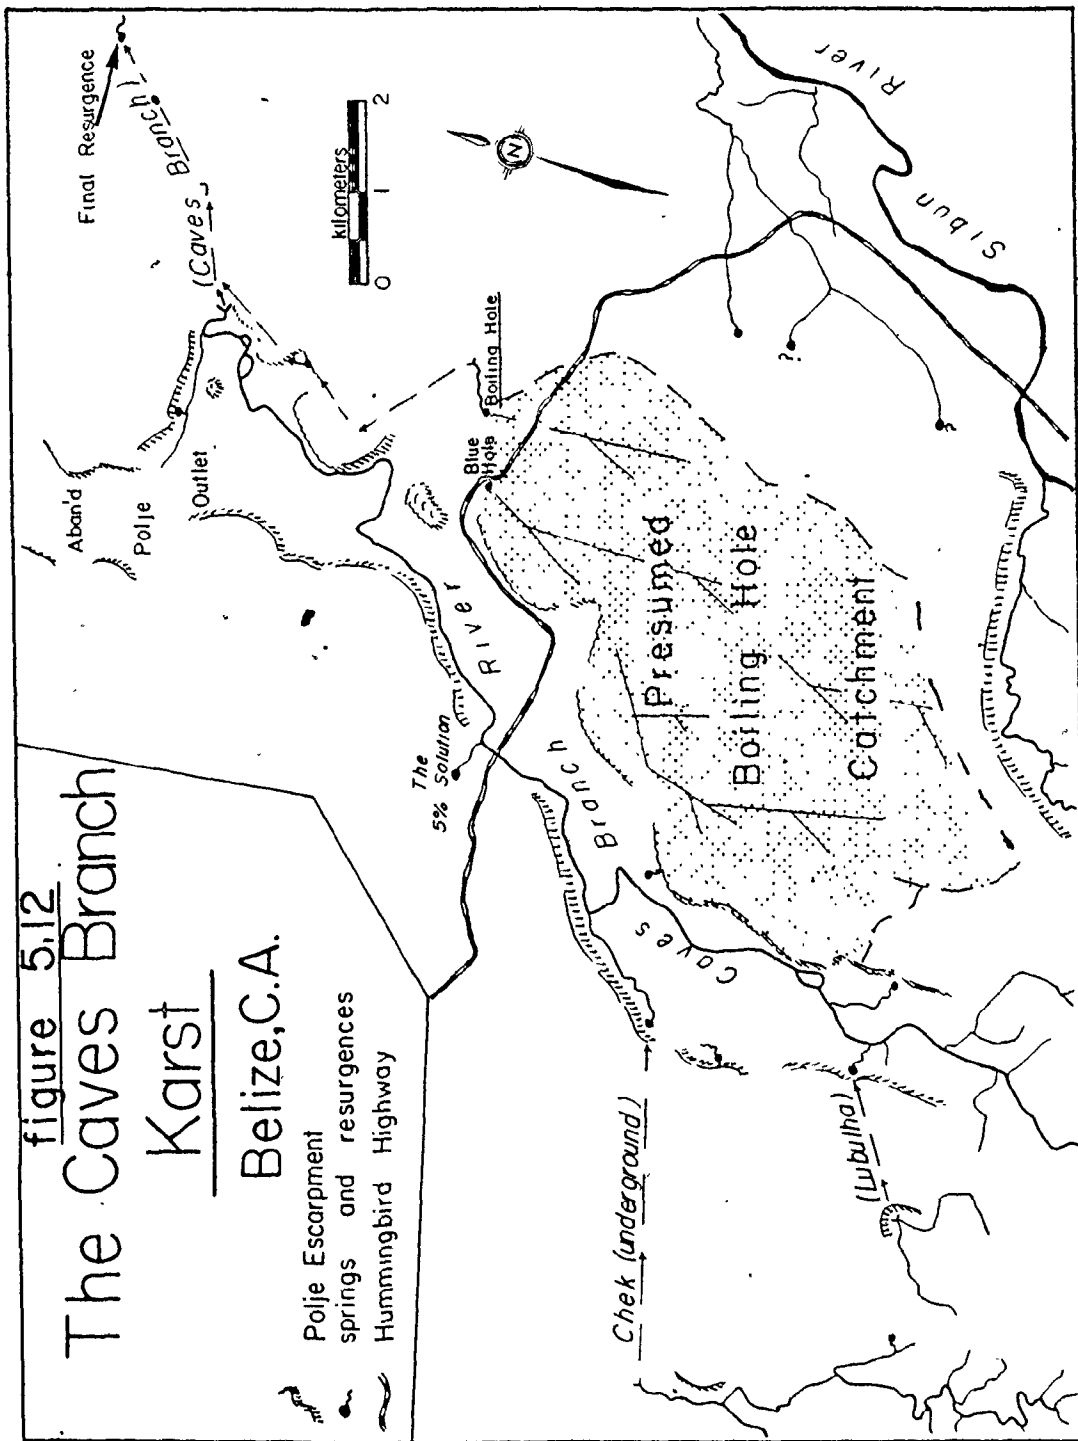 figure 5.12
The Caves Branch
Karst
Belize, C.A.
Polje Escarpment
springs and resurgences
Hummingbird Highway
Final Resurgence
(Caves Branch)
Aban'd
Polje
Outlet
kilometers
0 1 2
N
Boiling Hole
Blue
Hole
The
5% Solution
Caves Branch River
Presumed
Boiling Hole
Catchment
Sibun River
?
?
Chek (underground)
(Lubulha)